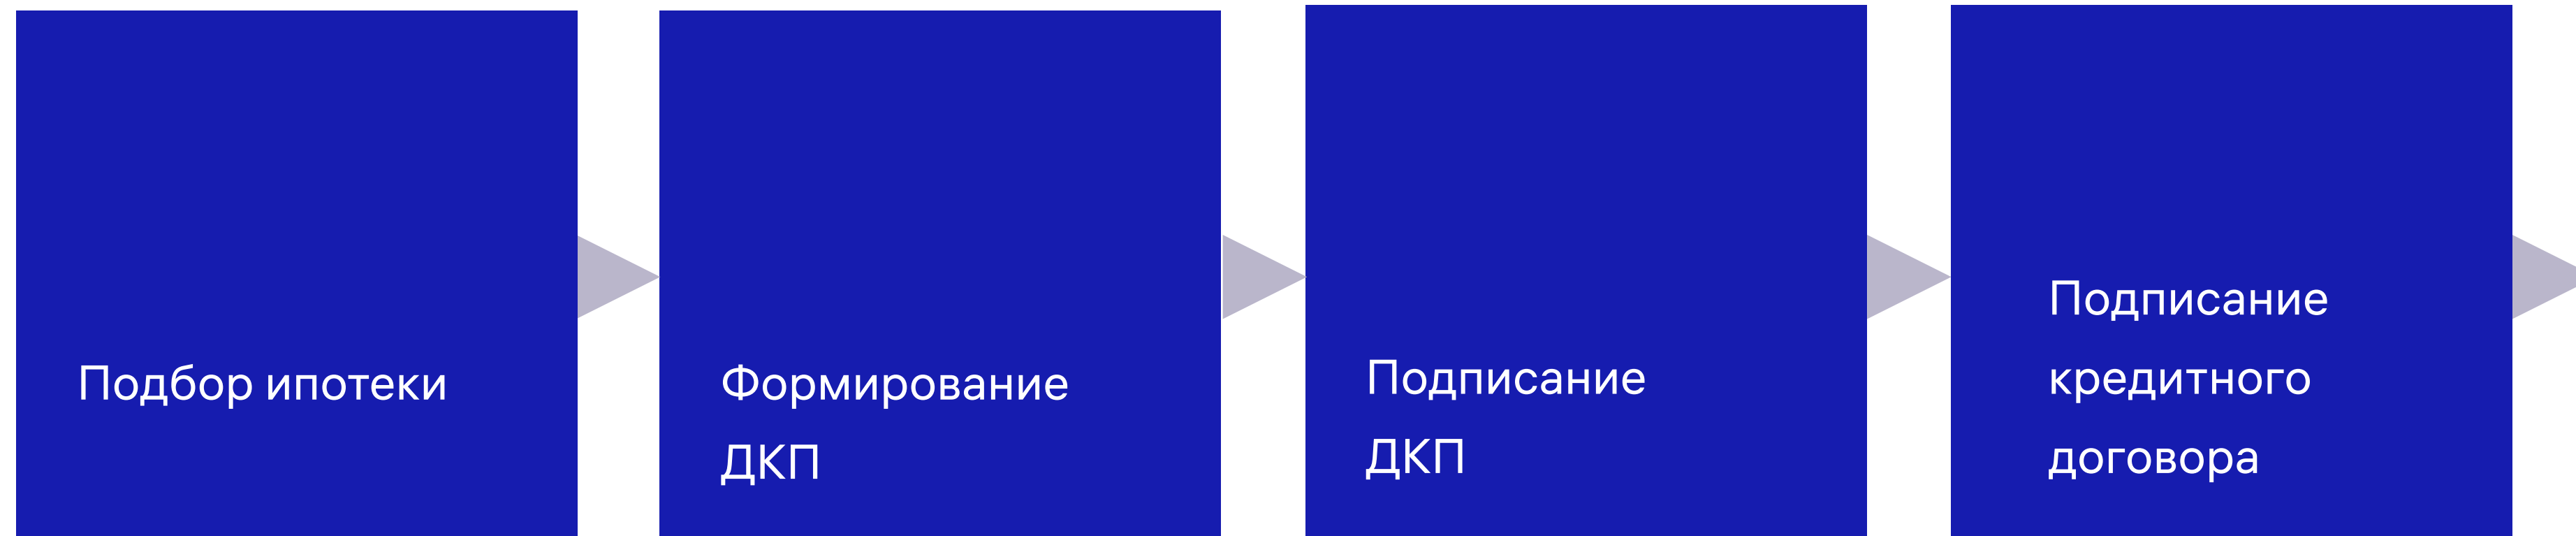 Подбор ипотеки
Формирование
ДКП
Подписание
ДКП
Подписание
кредитного
договора